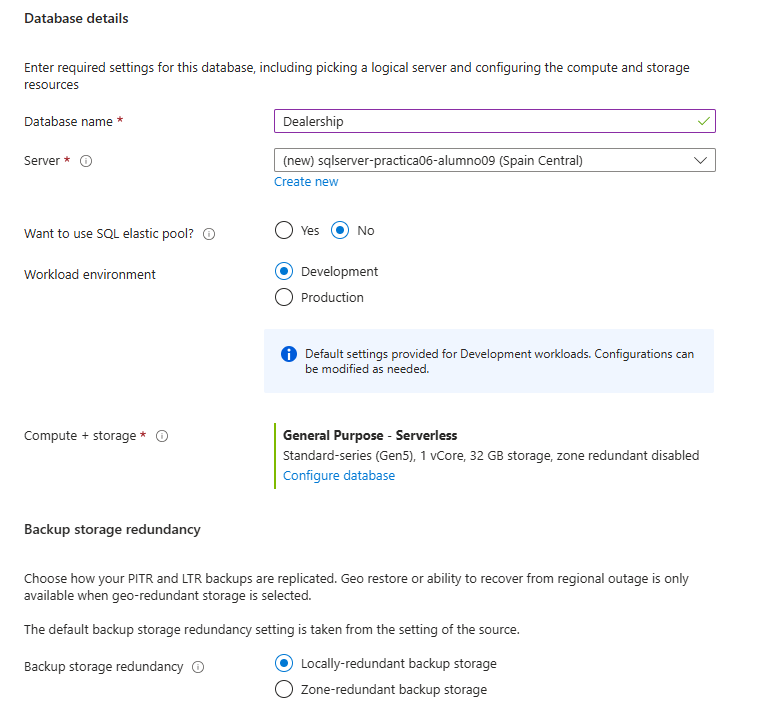 Database details
Enter required settings for this database, including picking a logical server and configuring the compute and storage
resources
Database name *
Dealership
Server *
(new) sqlserver-practica06-alumno09 (Spain Central)
Create new
Want to use SQL elastic pool?
Yes
No
Workload environment
Development
Production
Default settings provided for Development workloads. Configurations can
be modified as needed.
Compute + storage *
General Purpose - Serverless
Standard-series (Gen5), 1 vCore, 32 GB storage, zone redundant disabled
Configure database
Backup storage redundancy
Choose how your PITR and LTR backups are replicated. Geo restore or ability to recover from regional outage is only
available when geo-redundant storage is selected.
The default backup storage redundancy setting is taken from the setting of the source.
Backup storage redundancy
Locally-redundant backup storage
Zone-redundant backup storage